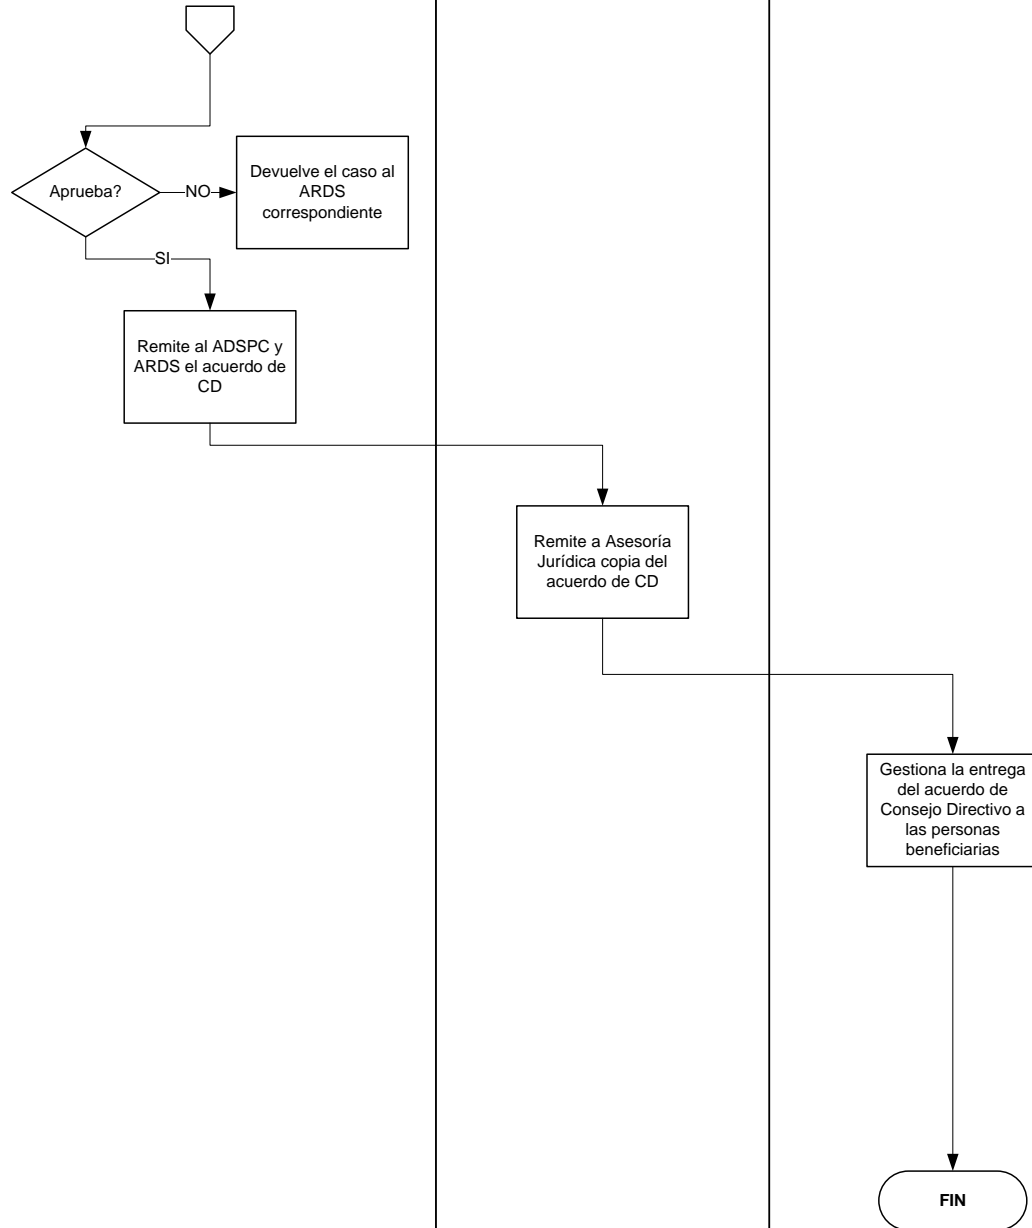 Aprueba?
NO
Devuelve el caso al
ARDS
correspondiente
SI
Remite al ADSPC y
ARDS el acuerdo de
CD
Remite a Asesoría
Jurídica copia del
acuerdo de CD
Gestiona la entrega
del acuerdo de
Consejo Directivo a
las personas
beneficiarias
FIN